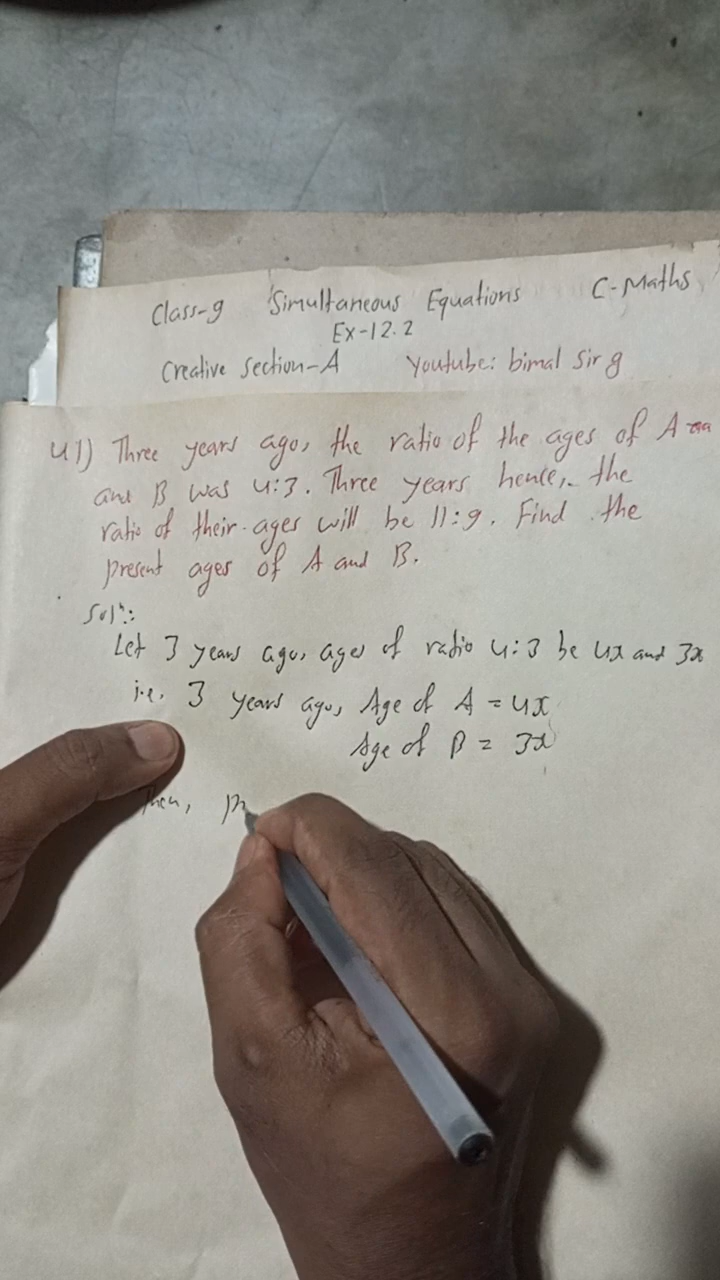 Class-9 Simultaneous Equations C-Maths
Ex-12.2
Creative section-A Youtube: bimal Sir g
41) Three years ago, the ratio of the ages of A
and B was 4:3. Three years hence, the
ratio of their ages will be 11:9. Find the
present ages of A and B.
Solⁿ:
Let 3 years ago, ages of ratio 4:3 be 4x and 3x
i.e. 3 years ago, Age of A = 4x
Age of B = 3x
Then,